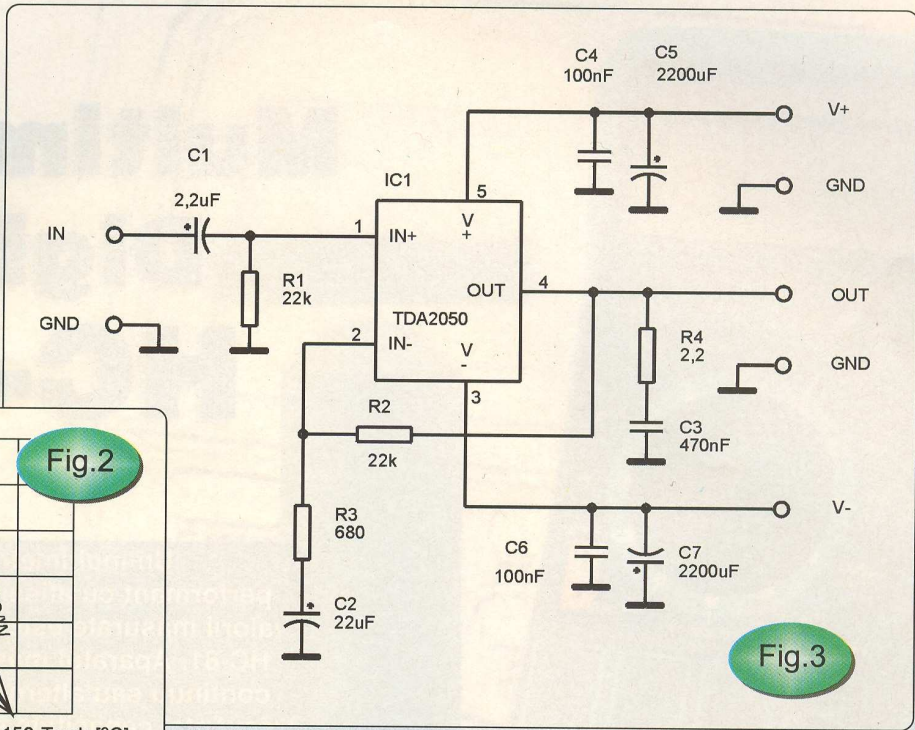 C4
100nF
C5
2200uF
V+
C1
2,2uF
IC1
5
GND
IN
1
IN+
V
+
R1
22k
OUT
4
OUT
GND
TDA2050
2
IN-
V
-
R4
2,2
GND
3
R2
22k
C3
470nF
Fig.2
R3
680
V-
C6
100nF
C7
2200uF
C2
22uF
Fig.3